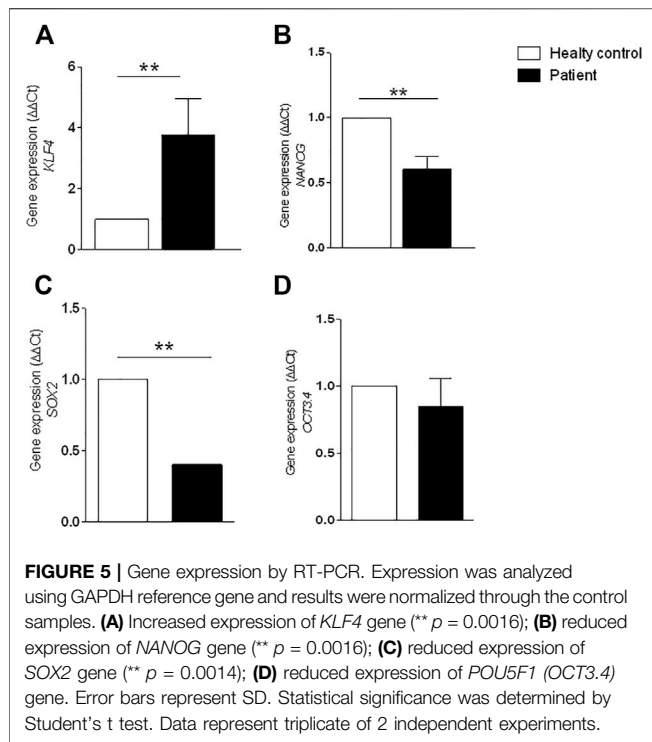 A
**
Gene expression (ΔΔCt)
KLF4
6
4
2
0
B
**
Gene expression (ΔΔCt)
NANOG
1.5
1.0
0.5
0.0
Healty control
Patient
C
**
Gene expression (ΔΔCt)
SOX2
1.5
1.0
0.5
0.0
D
Gene expression (ΔΔCt)
OCT3.4
1.5
1.0
0.5
0.0
FIGURE 5 | Gene expression by RT-PCR. Expression was analyzed
using GAPDH reference gene and results were normalized through the control
samples. (A) Increased expression of KLF4 gene (** p = 0.0016); (B) reduced
expression of NANOG gene (** p = 0.0016); (C) reduced expression of
SOX2 gene (** p = 0.0014); (D) reduced expression of POU5F1 (OCT3.4)
gene. Error bars represent SD. Statistical significance was determined by
Student's t test. Data represent triplicate of 2 independent experiments.